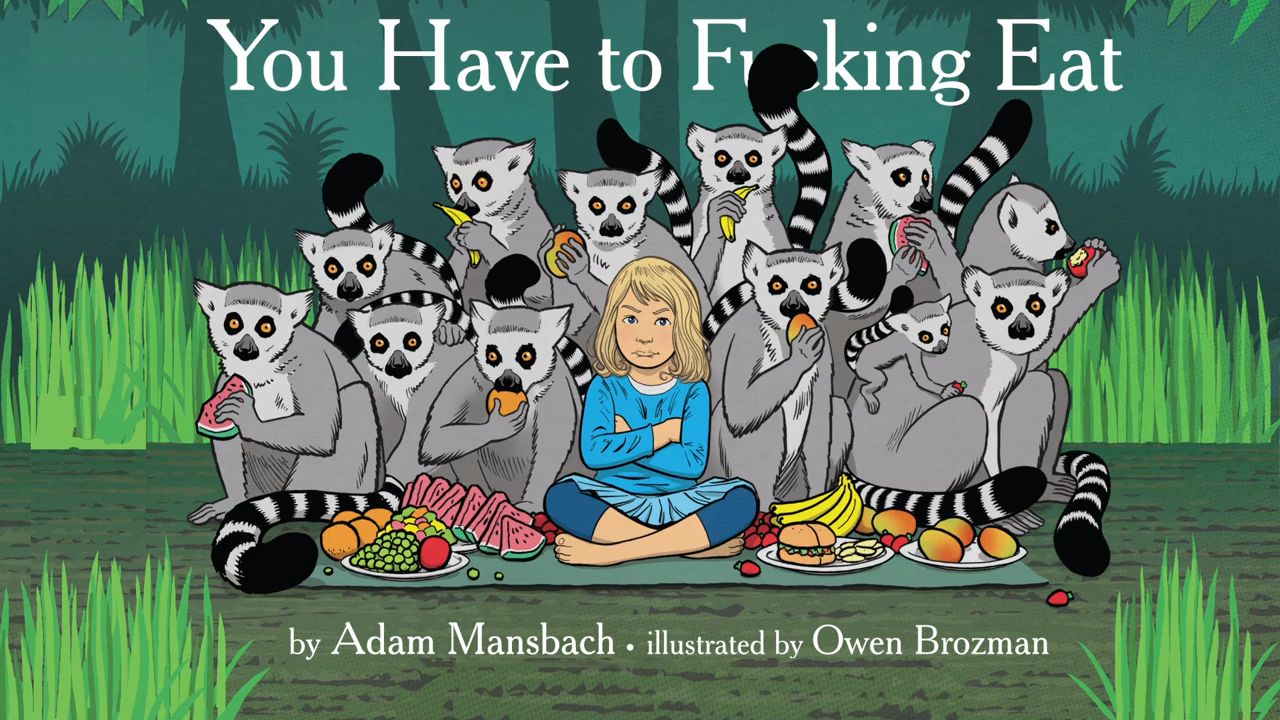 You Have to Fucking Eat
by Adam Mansbach • illustrated by Owen Brozman